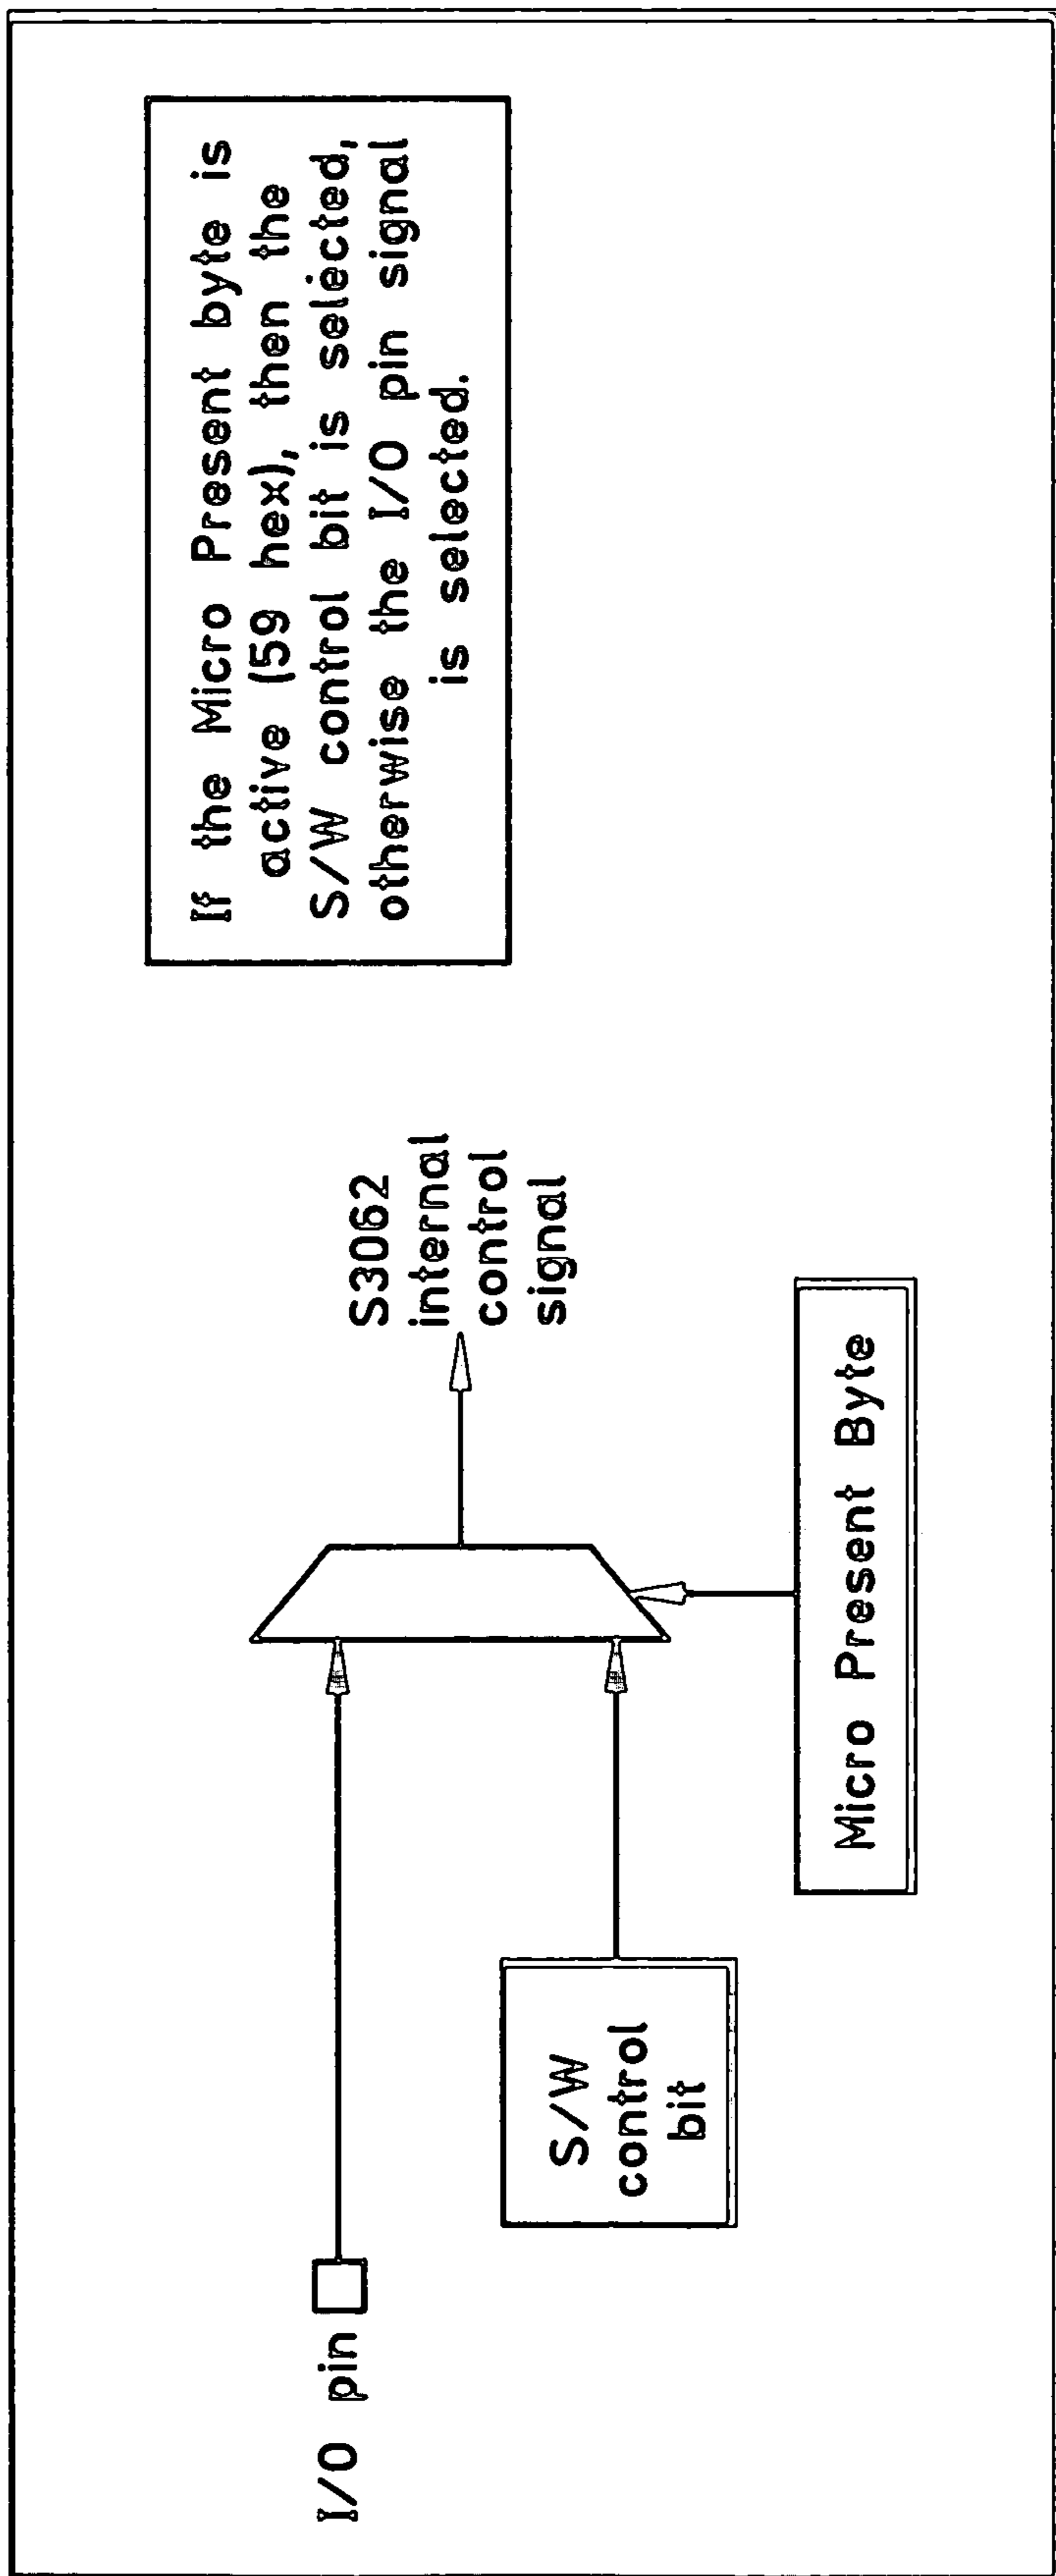 If the Micro Present byte is
active (59 hex), then the
S/W control bit is selected,
otherwise the I/O pin signal
is selected.
I/O pin
S3062
internal
control
signal
S/W
control
bit
Micro Present Byte